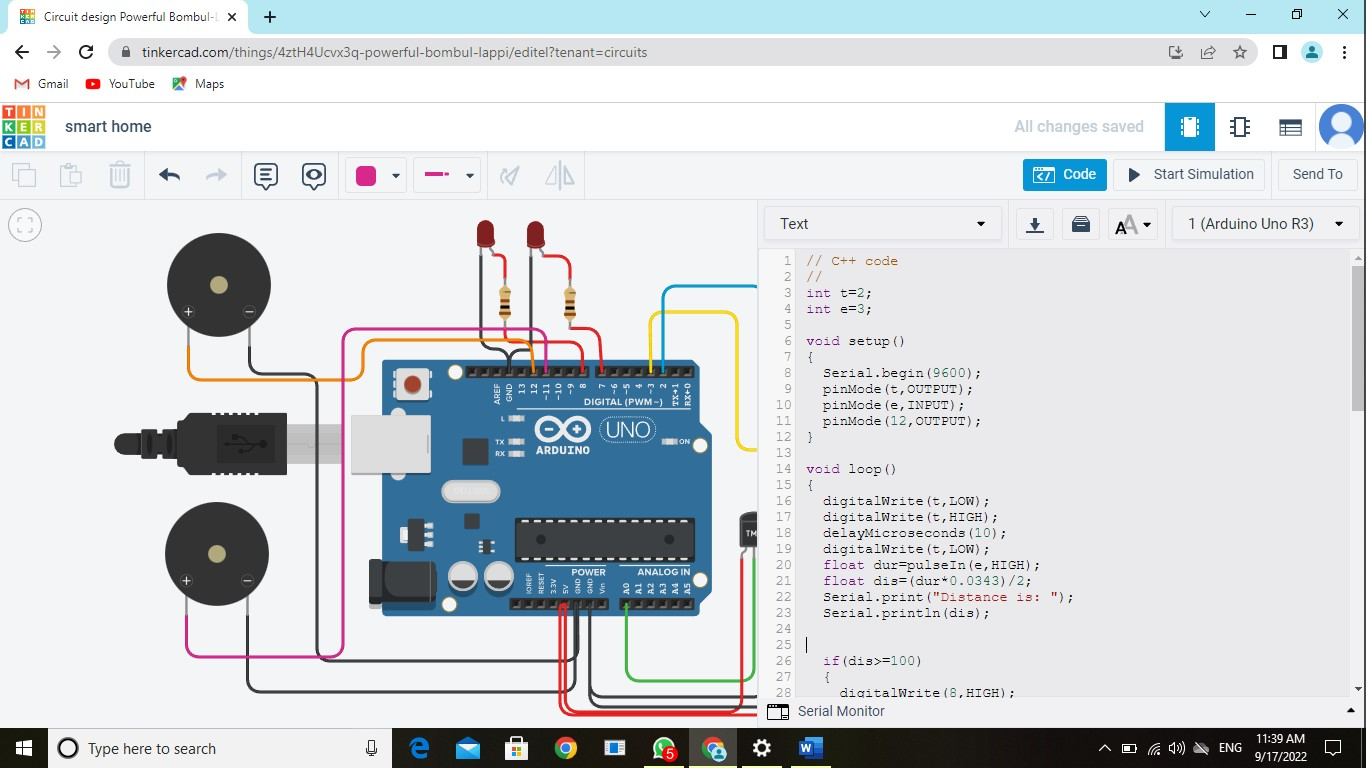 Circuit design Powerful Bombul-L
tinkercad.com/things/4ztH4Ucvx3q-powerful-bombul-lappi/editel?tenant=circuits
Gmail YouTube Maps
TIN
KER
CAD
smart home
All changes saved
Code
Start Simulation
Send To
Text
1 (Arduino Uno R3)
1 // C++ code
2 //
3 int t=2;
4 int e=3;
5
6 void setup()
7 {
8 Serial.begin(9600);
9 pinMode(t,OUTPUT);
10 pinMode(e,INPUT);
11 pinMode(12,OUTPUT);
12 }
13
14 void loop()
15 {
16 digitalWrite(t,LOW);
17 digitalWrite(t,HIGH);
18 delayMicroseconds(10);
19 digitalWrite(t,LOW);
20 float dur=pulseIn(e,HIGH);
21 float dis=(dur*0.0343)/2;
22 Serial.print("Distance is: ");
23 Serial.println(dis);
24
25
26 if(dis>=100)
27 {
28 digitalWrite(8,HIGH);
Serial Monitor
AREF GND 13 12 ~11 ~10 ~9 8 7 ~6 ~5 4 ~3 2 TX→1 RX←0
DIGITAL (PWM~)
L
TX
RX
ARDUINO
UNO
ON
TM
POWER
ANALOG IN
IOREF RESET 3.3V 5V GND GND Vin A0 A1 A2 A3 A4 A5
Type here to search
5
ENG
11:39 AM
9/17/2022